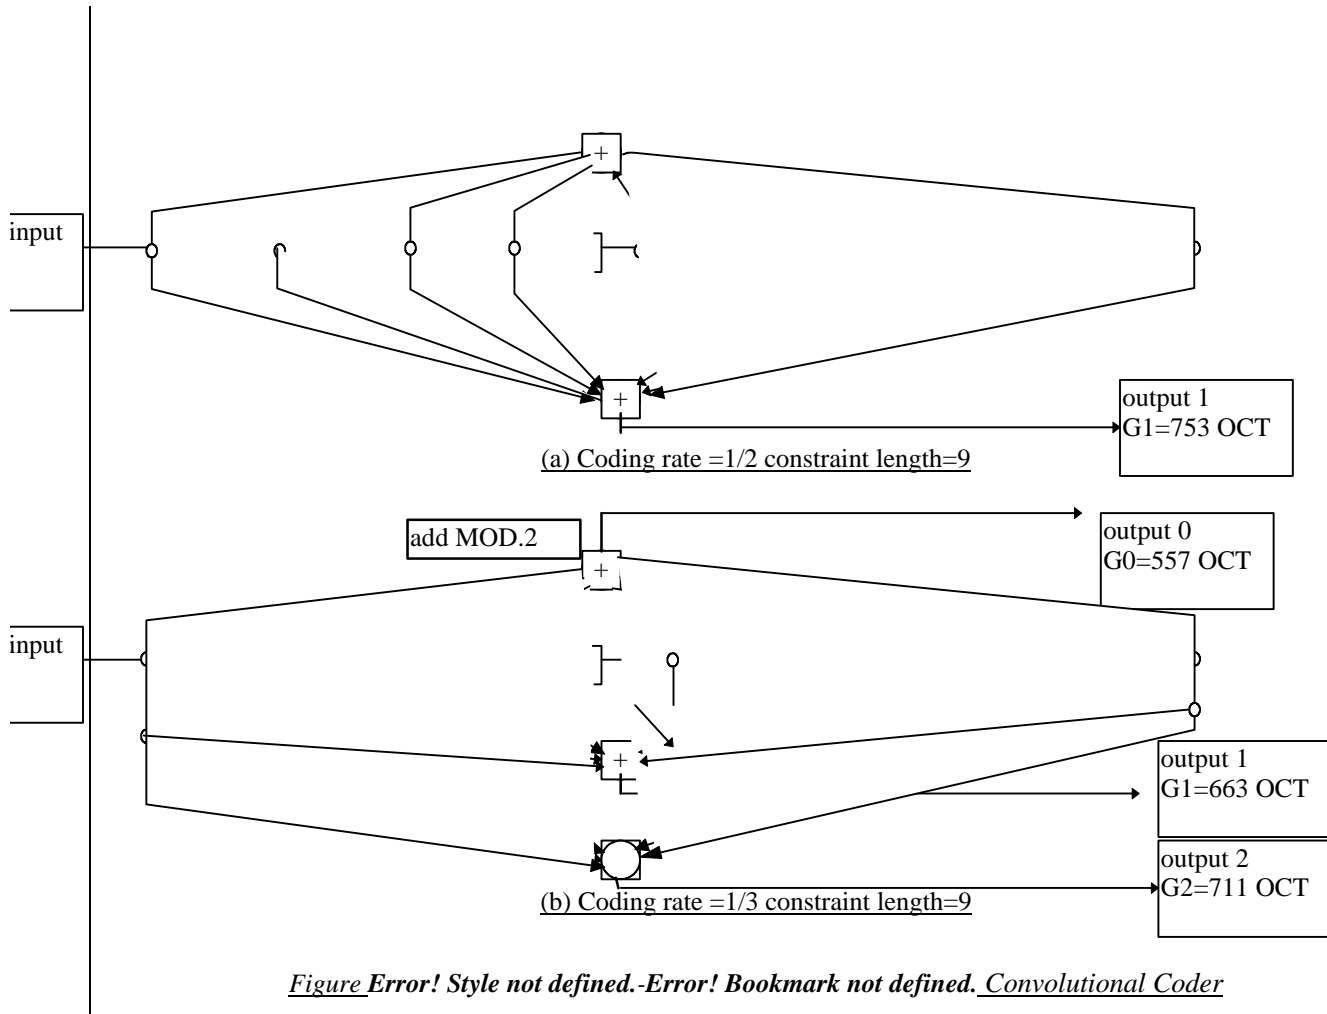 +
input
+
output 1
G1=753 OCT
(a) Coding rate =1/2 constraint length=9
add MOD.2
output 0
G0=557 OCT
+
input
+
output 1
G1=663 OCT
output 2
G2=711 OCT
(b) Coding rate =1/3 constraint length=9
Figure Error! Style not defined.-Error! Bookmark not defined. Convolutional Coder